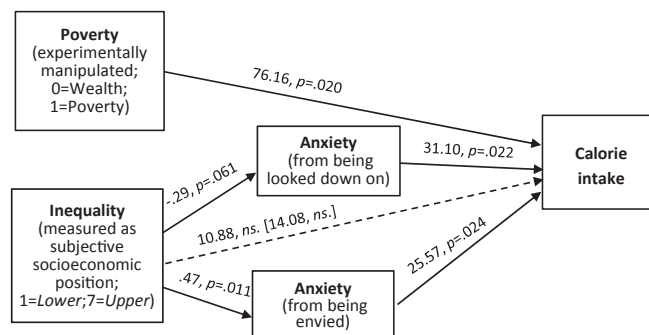 Poverty
(experimentally
manipulated;
0=Wealth;
1=Poverty)
76.16, p=.020
Anxiety
(from being
looked down on)
31.10, p=.022
Calorie
intake
-.29, p=.061
Inequality
(measured as
subjective
socioeconomic
position;
1=Lower;7=Upper)
10.88, ns. [14.08, ns.]
25.57, p=.024
.47, p=.011
Anxiety
(from being
envied)